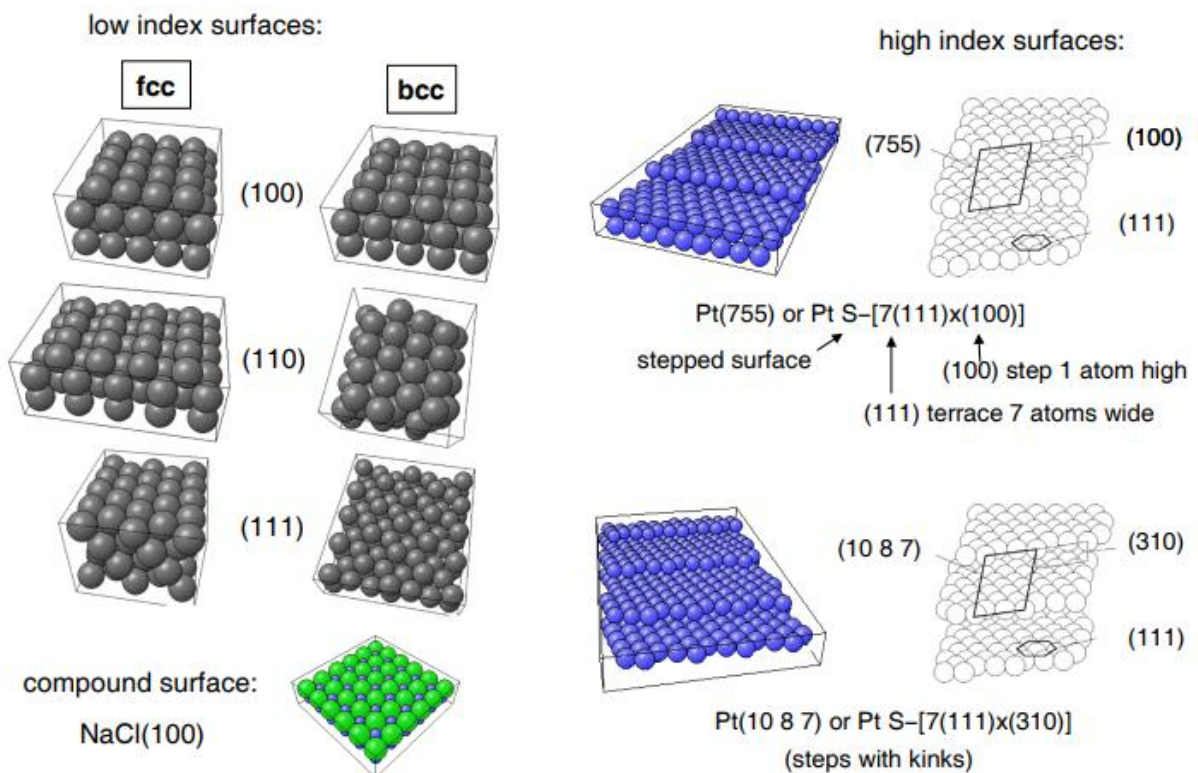 low index surfaces:
fcc
bcc
(100)
(110)
(111)
compound surface:
NaCl(100)
high index surfaces:
(755)
(100)
(111)
Pt(755) or Pt S–[7(111)x(100)]
stepped surface
(100) step 1 atom high
(111) terrace 7 atoms wide
(10 8 7)
(310)
(111)
Pt(10 8 7) or Pt S–[7(111)x(310)]
(steps with kinks)